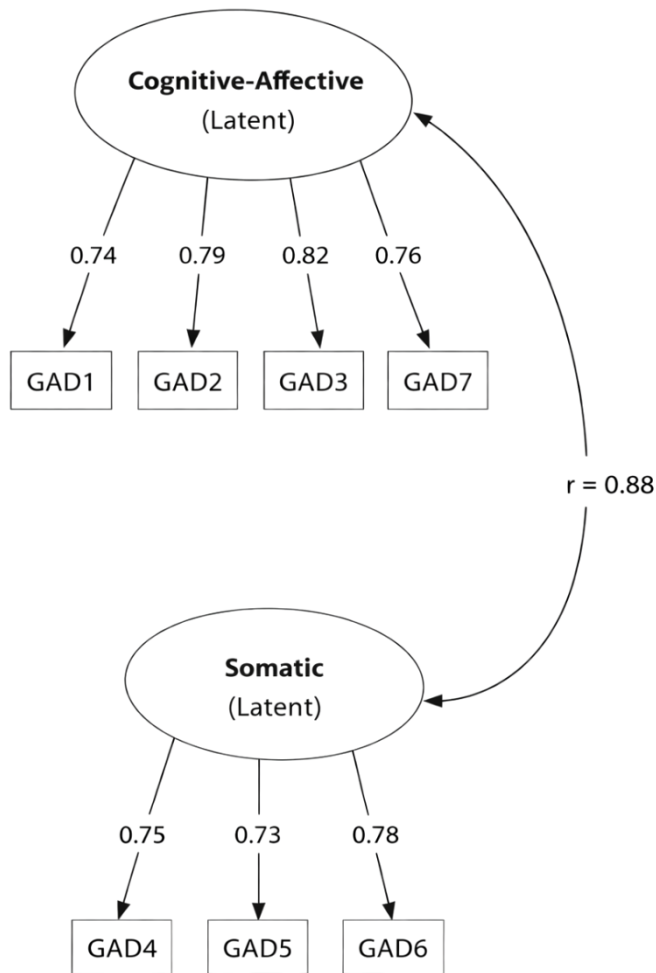 Cognitive-Affective
(Latent)
0.74 0.79 0.82 0.76
GAD1 GAD2 GAD3 GAD7
r = 0.88
Somatic
(Latent)
0.75 0.73 0.78
GAD4 GAD5 GAD6